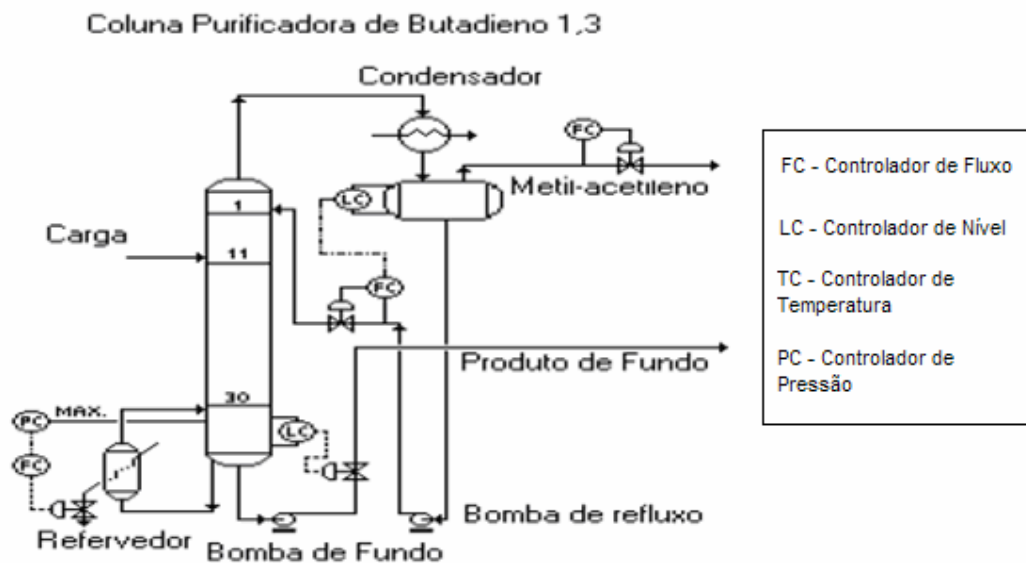 Coluna Purificadora de Butadieno 1,3
Condensador
FC
Metil-acetileno
LC
1
Carga
11
FC
Produto de Fundo
30
PC
MAX.
LC
FC
Refervedor
Bomba de Fundo
Bomba de refluxo
FC - Controlador de Fluxo
LC - Controlador de Nível
TC - Controlador de
Temperatura
PC - Controlador de
Pressão